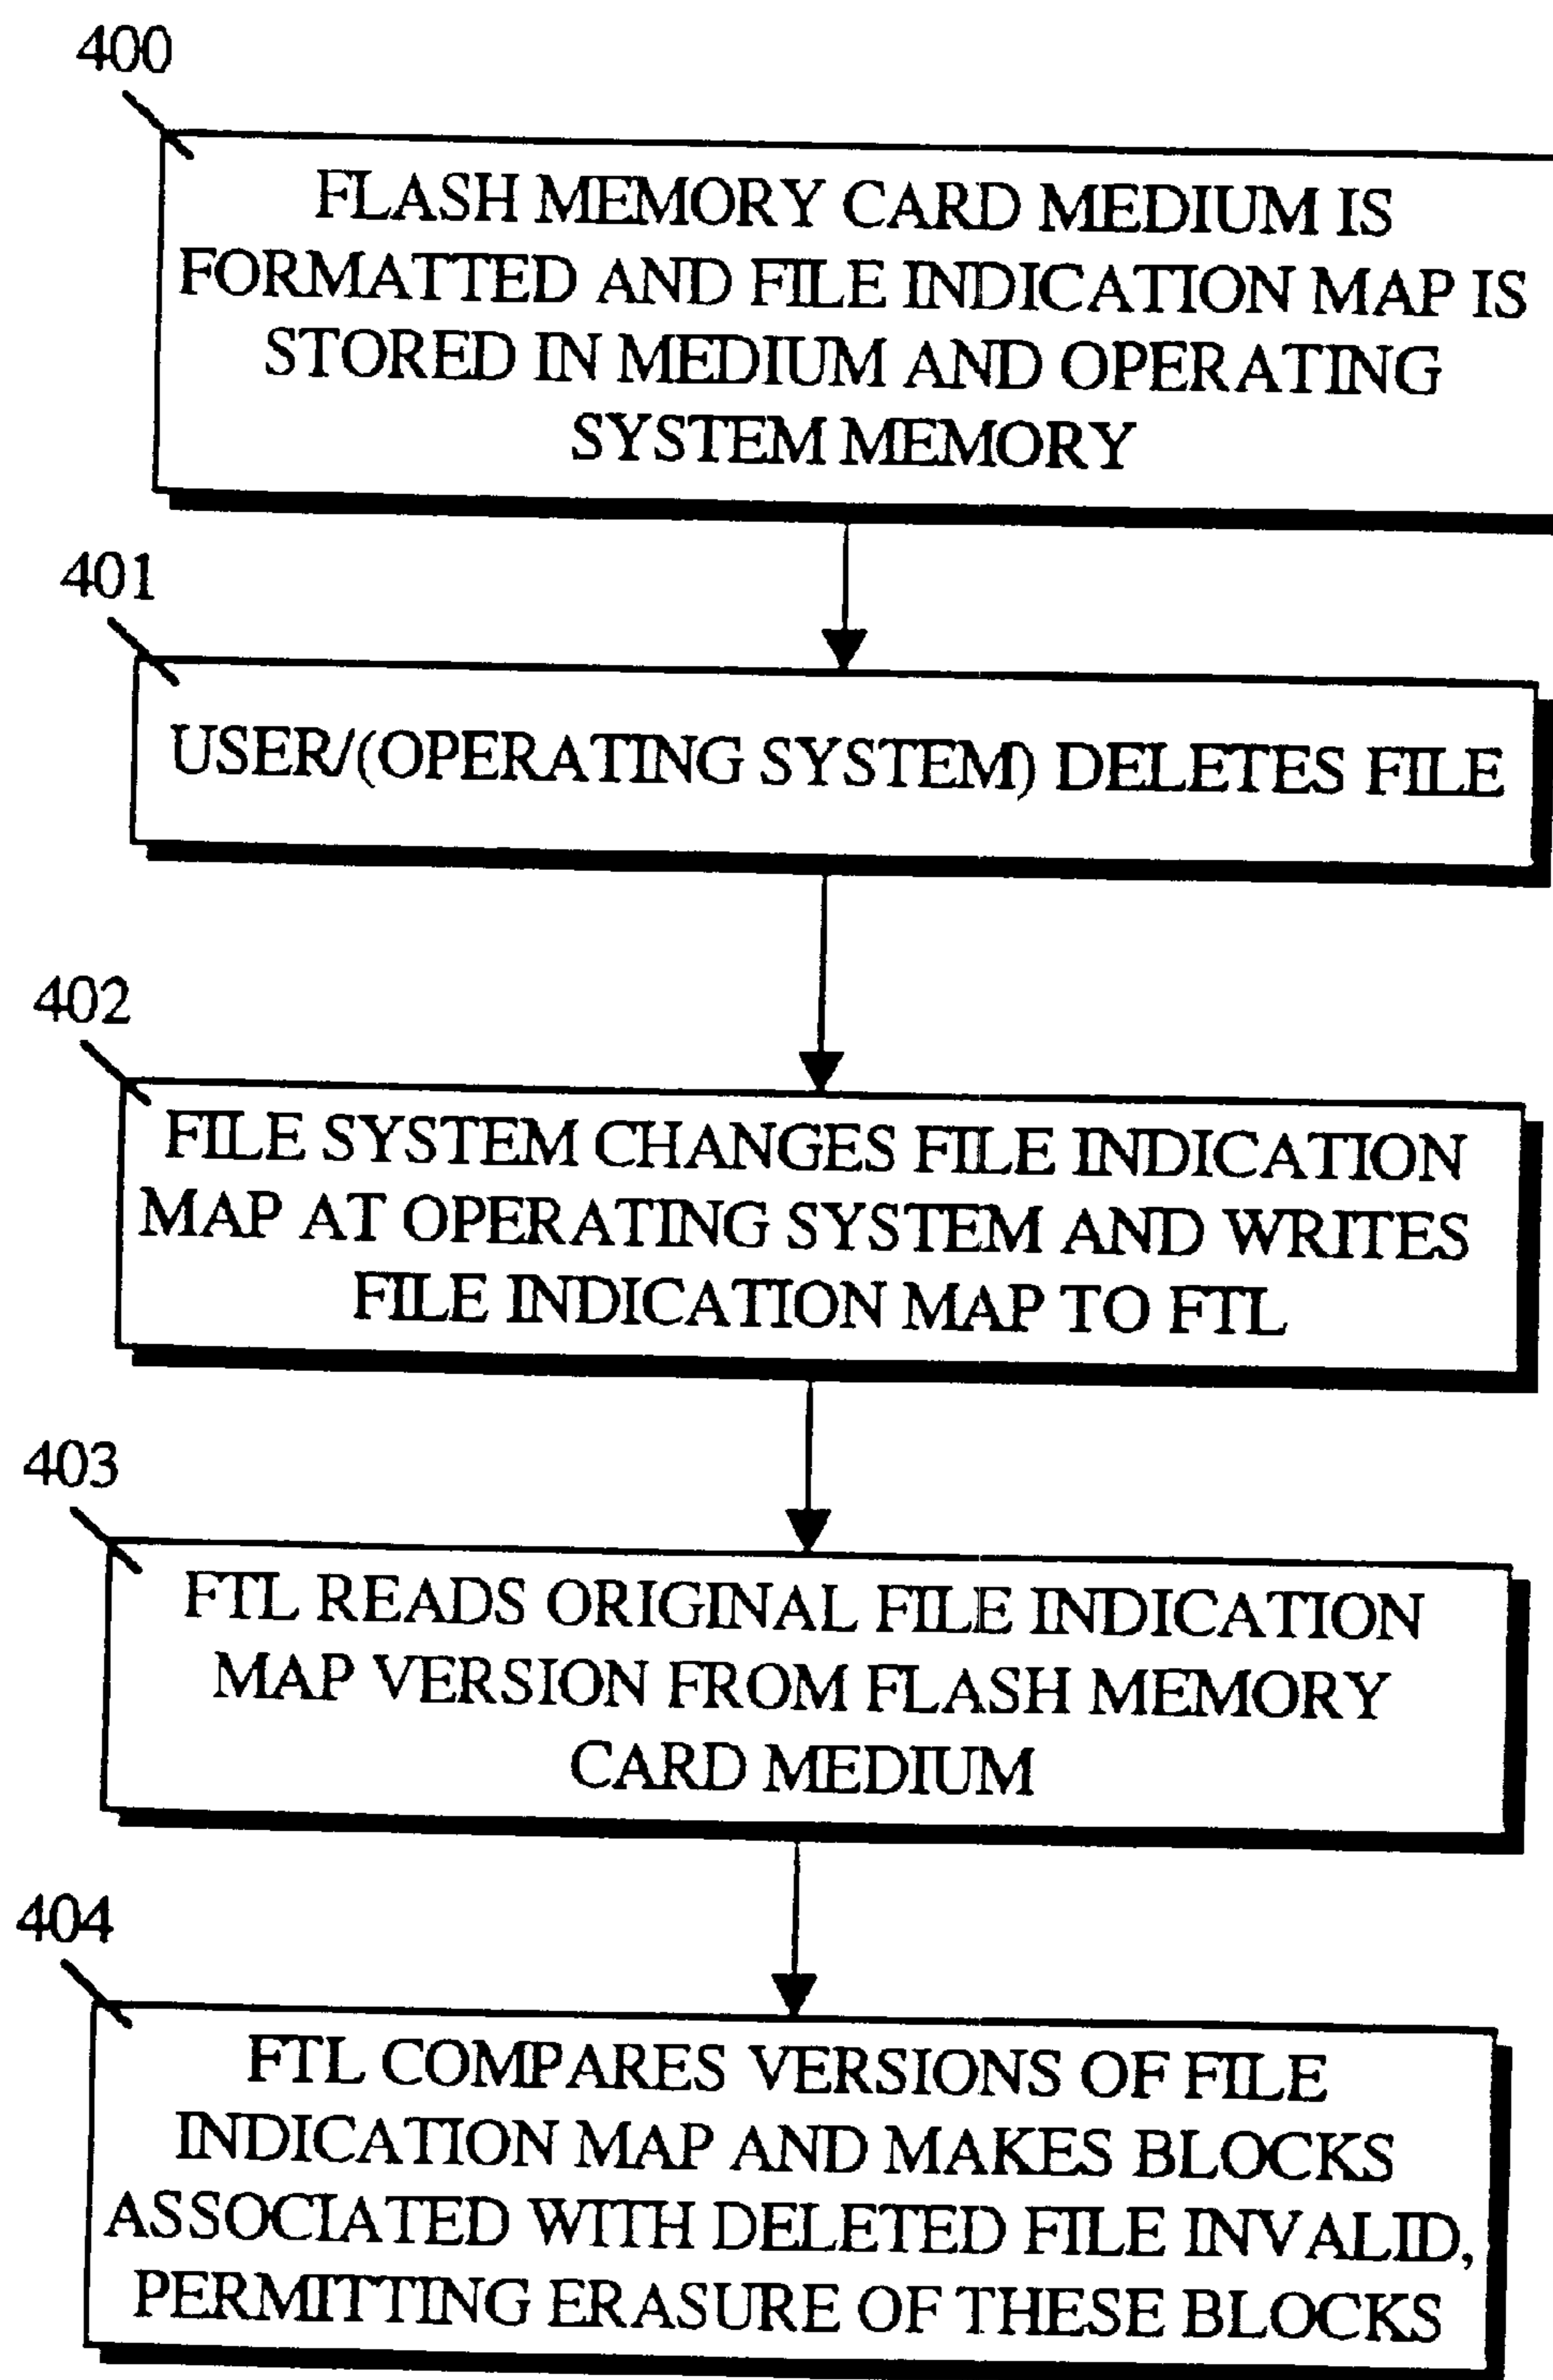 400
FLASH MEMORY CARD MEDIUM IS
FORMATTED AND FILE INDICATION MAP IS
STORED IN MEDIUM AND OPERATING
SYSTEM MEMORY
401
USER/(OPERATING SYSTEM) DELETES FILE
402
FILE SYSTEM CHANGES FILE INDICATION
MAP AT OPERATING SYSTEM AND WRITES
FILE INDICATION MAP TO FTL
403
FTL READS ORIGINAL FILE INDICATION
MAP VERSION FROM FLASH MEMORY
CARD MEDIUM
404
FTL COMPARES VERSIONS OF FILE
INDICATION MAP AND MAKES BLOCKS
ASSOCIATED WITH DELETED FILE INVALID,
PERMITTING ERASURE OF THESE BLOCKS